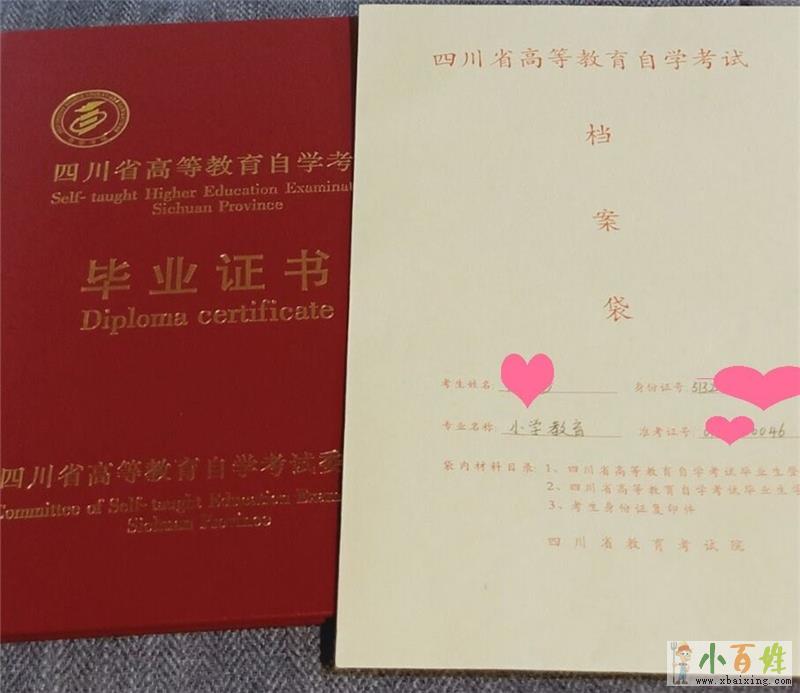 四川省高等教育自学考
Self- taught Higher Education Examinat
Sichuan Province
毕业证书
Diploma certificate
四川省高等教育自学考试委
Committee of Self-taught Education Exam
Sichuan Province
四川省高等教育自学考试
档
案
袋
考生姓名: 身份证号: 5132
专业名称: 小学教育 准考证号: 0046
袋内材料目录: 1、四川省高等教育自学考试毕业生登
2、四川省高等教育自学考试毕业生学
3、考生身份证复印件
四川省教育考试院
小百姓
www.xbaixing.com